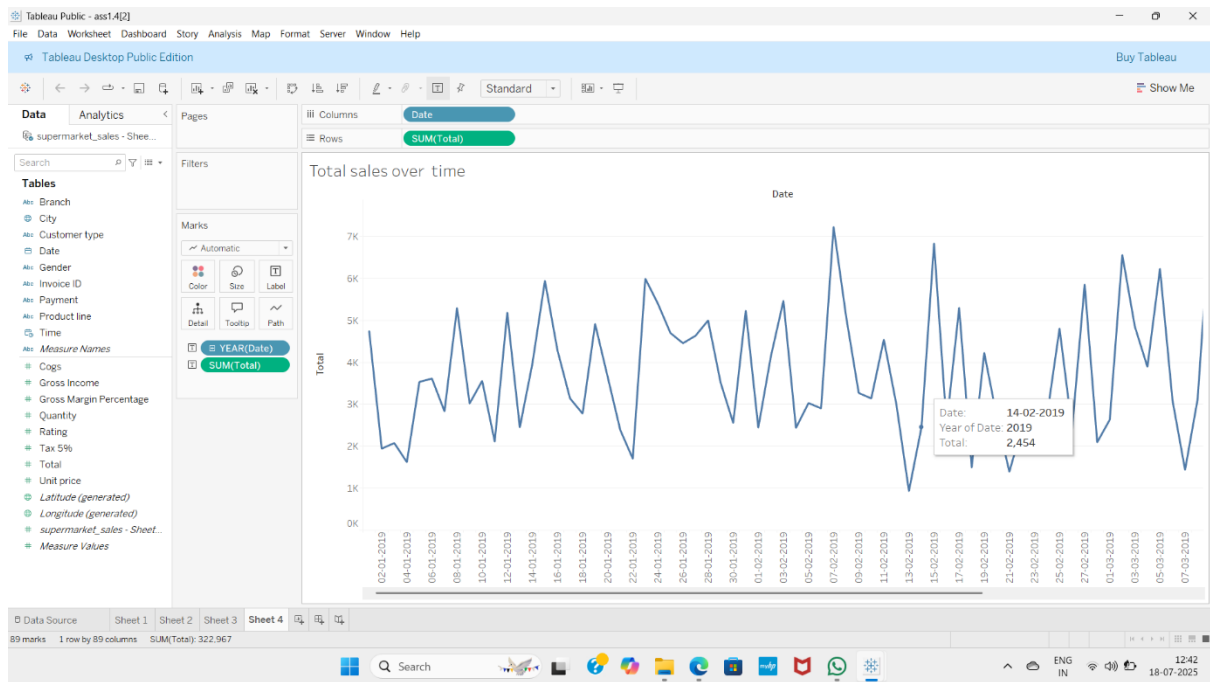 Tableau Public - ass1.4[2]
File Data Worksheet Dashboard Story Analysis Map Format Server Window Help
Tableau Desktop Public Edition
Buy Tableau
Standard
Show Me
Data Analytics
supermarket_sales - Shee...
Search
Tables
Abc Branch
City
Abc Customer type
Date
Abc Gender
Abc Invoice ID
Abc Payment
Abc Product line
Time
Abc Measure Names
# Cogs
# Gross Income
# Gross Margin Percentage
# Quantity
# Rating
# Tax 5%
# Total
# Unit price
Latitude (generated)
Longitude (generated)
# supermarket_sales - Sheet...
# Measure Values
Pages
Filters
Marks
Automatic
Color Size Label
Detail Tooltip Path
YEAR(Date)
SUM(Total)
Columns Date
Rows SUM(Total)
Total sales over time
Date
Total
7K
6K
5K
4K
3K
2K
1K
0K
Date: 14-02-2019
Year of Date: 2019
Total: 2,454
02-01-2019
04-01-2019
06-01-2019
08-01-2019
10-01-2019
12-01-2019
14-01-2019
16-01-2019
18-01-2019
20-01-2019
22-01-2019
24-01-2019
26-01-2019
28-01-2019
30-01-2019
01-02-2019
03-02-2019
05-02-2019
07-02-2019
09-02-2019
11-02-2019
13-02-2019
15-02-2019
17-02-2019
19-02-2019
21-02-2019
23-02-2019
25-02-2019
27-02-2019
01-03-2019
03-03-2019
05-03-2019
07-03-2019
Data Source Sheet 1 Sheet 2 Sheet 3 Sheet 4
89 marks 1 row by 89 columns SUM(Total): 322,967
Search
ENG
IN
12:42
18-07-2025